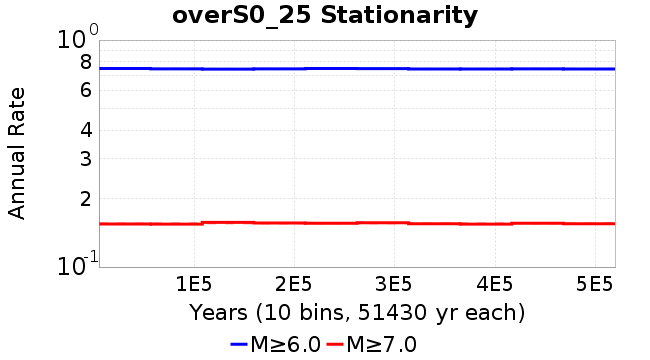 overS0_25 Stationarity
10^0
8
6
4
3
2
10^-1
Annual Rate
1E5 2E5 3E5 4E5 5E5
Years (10 bins, 51430 yr each)
M≥6.0 M≥7.0